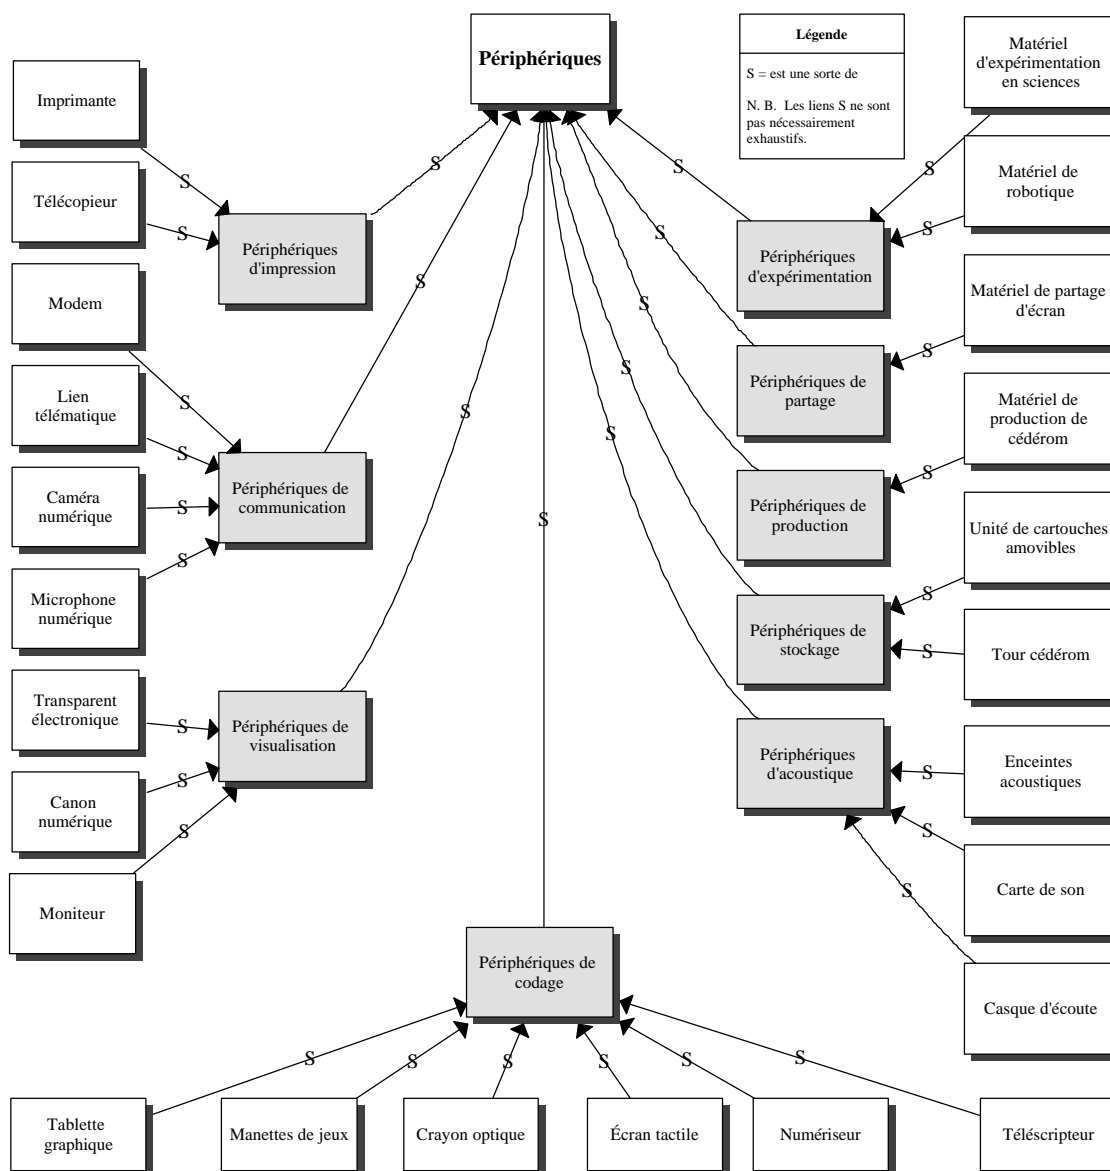 Périphériques
Légende
S = est une sorte de
N. B.  Les liens S ne sont
pas nécessairement
exhaustifs.
Matériel
d'expérimentation
en sciences
Imprimante
S
S
S
S
Matériel de
robotique
Télécopieur
S
S
S
Périphériques
d'impression
Périphériques
d'expérimentation
Modem
S
Matériel de partage
d'écran
S
S
Périphériques de
partage
Lien
télématique
S
S
S
S
Matériel de
production de
cédérom
S
S
Périphériques de
communication
Caméra
numérique
S
Périphériques de
production
Unité de cartouches
amovibles
S
S
Microphone
numérique
S
Périphériques de
stockage
S
Tour cédérom
Transparent
électronique
S
Périphériques de
visualisation
Périphériques
d'acoustique
S
Enceintes
acoustiques
Canon
numérique
S
S
S
Moniteur
S
Carte de son
Périphériques de
codage
Casque d'écoute
S
S
S
S
S
S
Tablette
graphique
Manettes de jeux
Crayon optique
Écran tactile
Numériseur
Téléscripteur